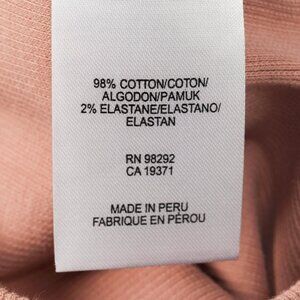 98% COTTON/COTON/
ALGODON/PAMUK
2% ELASTANE/ELASTANO/
ELASTAN
RN 98292
CA 19371
MADE IN PERU
FABRIQUE EN PÉROU